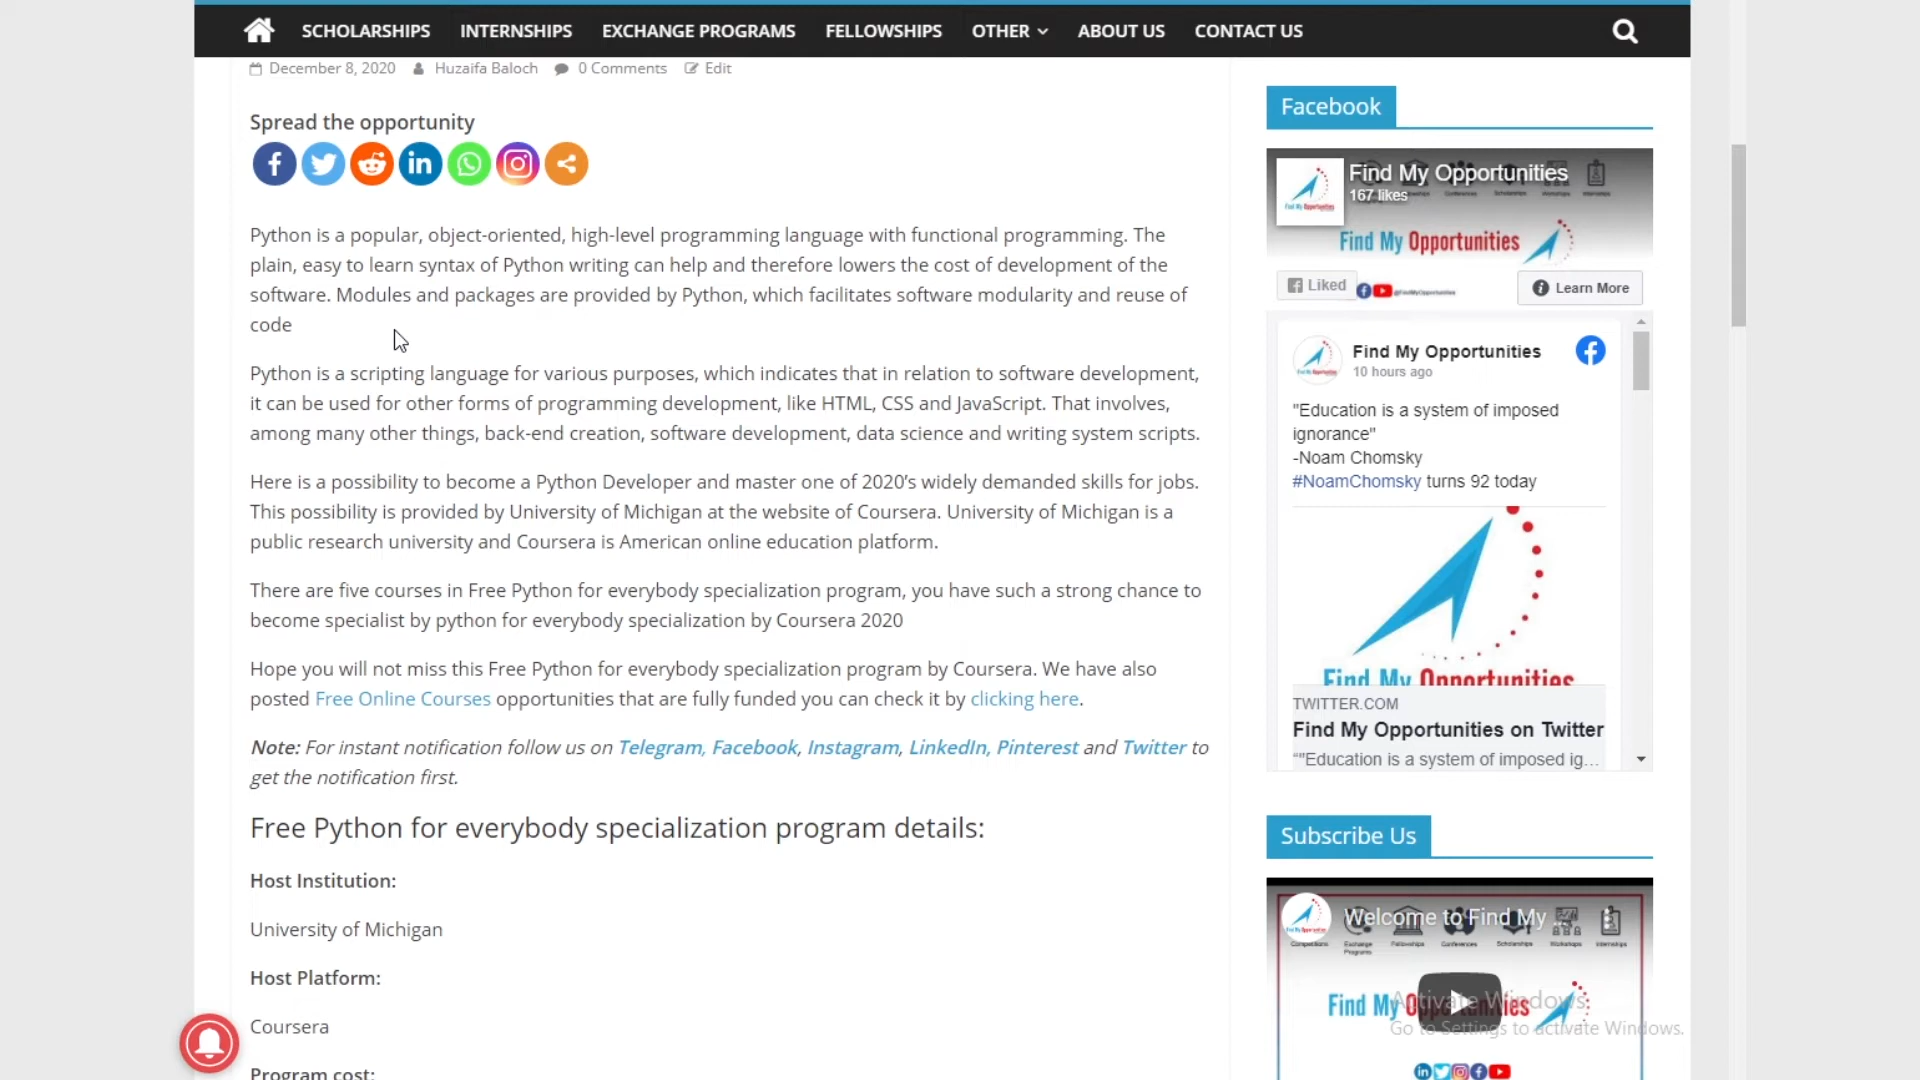 SCHOLARSHIPS INTERNSHIPS EXCHANGE PROGRAMS FELLOWSHIPS OTHER ABOUT US CONTACT US
December 8, 2020 Huzaifa Baloch 0 Comments Edit
Spread the opportunity
Python is a popular, object-oriented, high-level programming language with functional programming. The
plain, easy to learn syntax of Python writing can help and therefore lowers the cost of development of the
software. Modules and packages are provided by Python, which facilitates software modularity and reuse of
code
Python is a scripting language for various purposes, which indicates that in relation to software development,
it can be used for other forms of programming development, like HTML, CSS and JavaScript. That involves,
among many other things, back-end creation, software development, data science and writing system scripts.
Here is a possibility to become a Python Developer and master one of 2020's widely demanded skills for jobs.
This possibility is provided by University of Michigan at the website of Coursera. University of Michigan is a
public research university and Coursera is American online education platform.
There are five courses in Free Python for everybody specialization program, you have such a strong chance to
become specialist by python for everybody specialization by Coursera 2020
Hope you will not miss this Free Python for everybody specialization program by Coursera. We have also
posted Free Online Courses opportunities that are fully funded you can check it by clicking here.
Note: For instant notification follow us on Telegram, Facebook, Instagram, LinkedIn, Pinterest and Twitter to
get the notification first.
Free Python for everybody specialization program details:
Host Institution:
University of Michigan
Host Platform:
Coursera
Program cost:
Facebook
Find My Opportunities
167 likes
Find My Opportunities
Liked
Learn More
Find My Opportunities
10 hours ago
"Education is a system of imposed
ignorance"
-Noam Chomsky
#NoamChomsky turns 92 today
Find My Opportunities
TWITTER.COM
Find My Opportunities on Twitter
"“Education is a system of imposed ig...
Subscribe Us
Welcome to Find My
Competitions Exchange Programs Fellowships Conferences Scholarships Workshops Internships
Find My Opportunities
Activate Windows
Go to Settings to activate Windows.